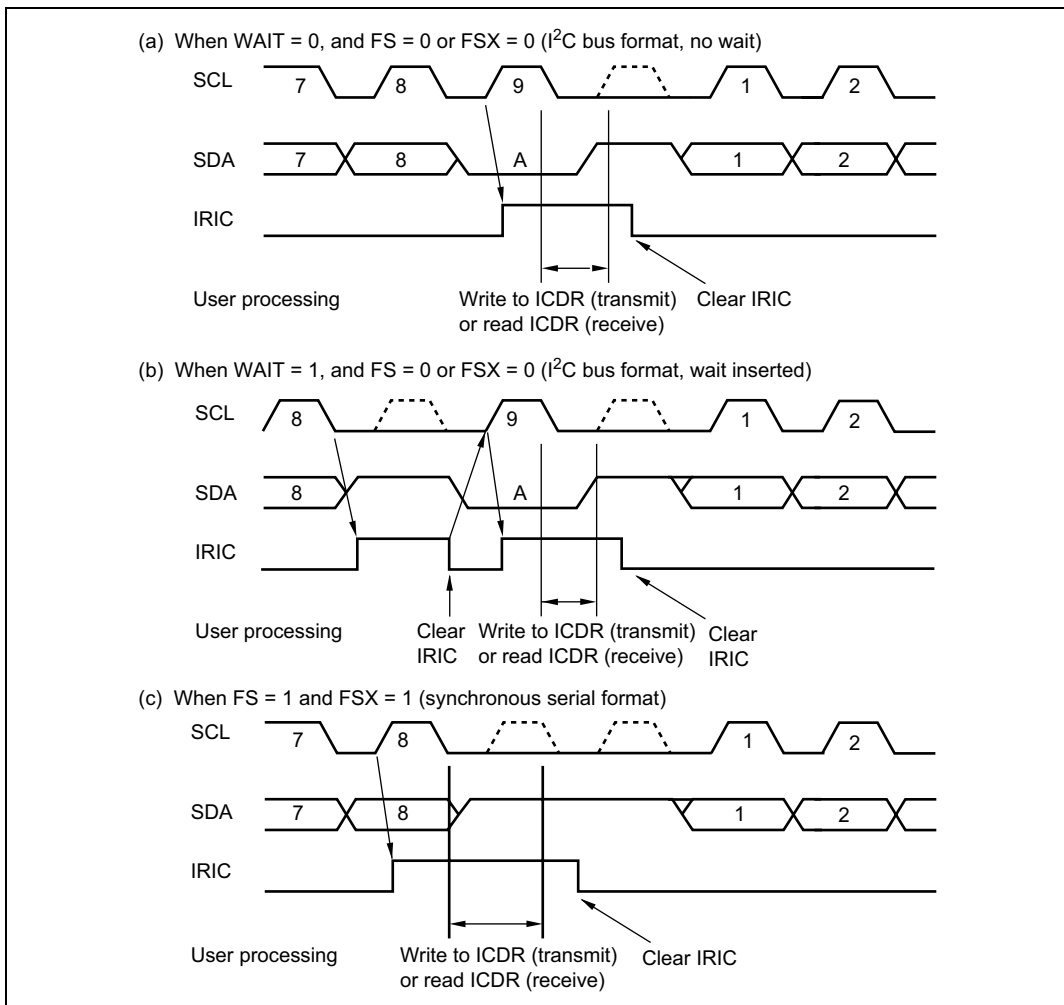 (a) When WAIT = 0, and FS = 0 or FSX = 0 (I²C bus format, no wait)
SCL 7 8 9 1 2
SDA 7 8 A 1 2
IRIC
User processing Write to ICDR (transmit) Clear IRIC
or read ICDR (receive)
(b) When WAIT = 1, and FS = 0 or FSX = 0 (I²C bus format, wait inserted)
SCL 8 9 1 2
SDA 8 A 1 2
IRIC
User processing Clear Write to ICDR (transmit) Clear
IRIC or read ICDR (receive) IRIC
(c) When FS = 1 and FSX = 1 (synchronous serial format)
SCL 7 8 1 2
SDA 7 8 1 2
IRIC
User processing Write to ICDR (transmit) Clear IRIC
or read ICDR (receive)